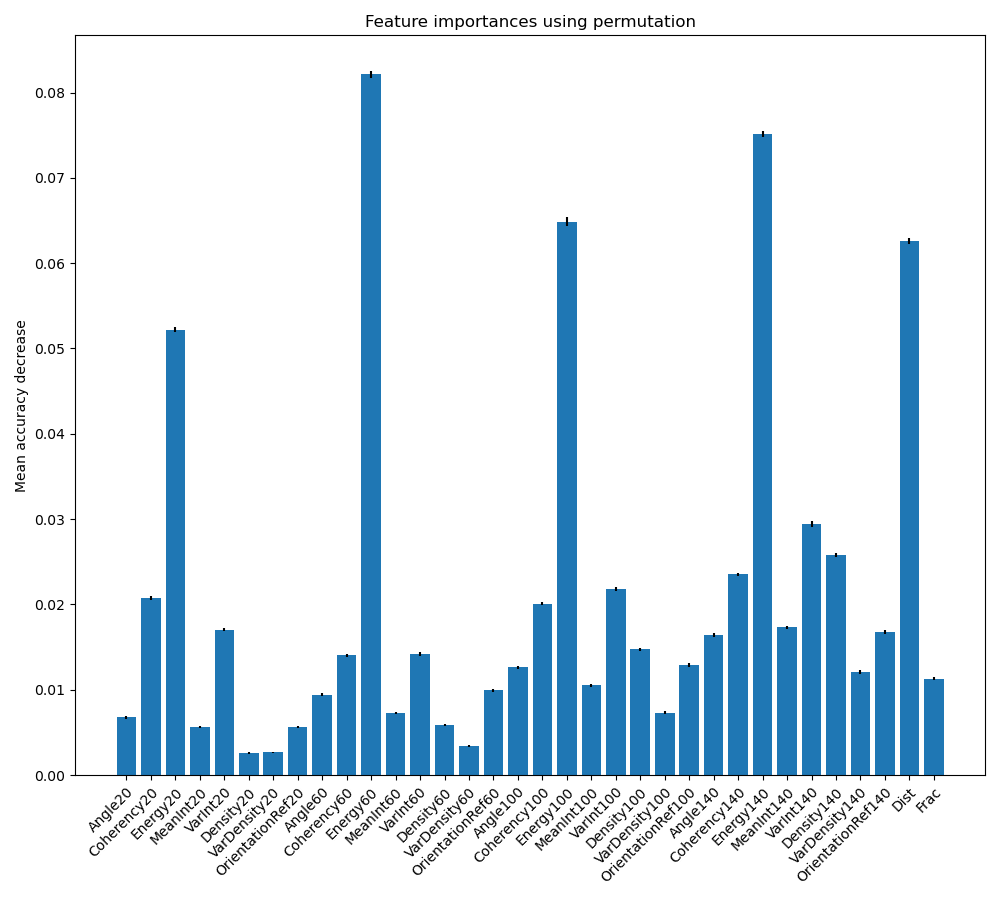 Feature importances using permutation
Mean accuracy decrease
0.08
0.07
0.06
0.05
0.04
0.03
0.02
0.01
0.00
Angle20
Coherency20
Energy20
MeanInt20
VarInt20
Density20
VarDensity20
OrientationRef20
Angle60
Coherency60
Energy60
MeanInt60
VarInt60
Density60
VarDensity60
OrientationRef60
Angle100
Coherency100
Energy100
MeanInt100
VarInt100
Density100
VarDensity100
OrientationRef100
Angle140
Coherency140
Energy140
MeanInt140
VarInt140
Density140
VarDensity140
OrientationRef140
Dist
Frac